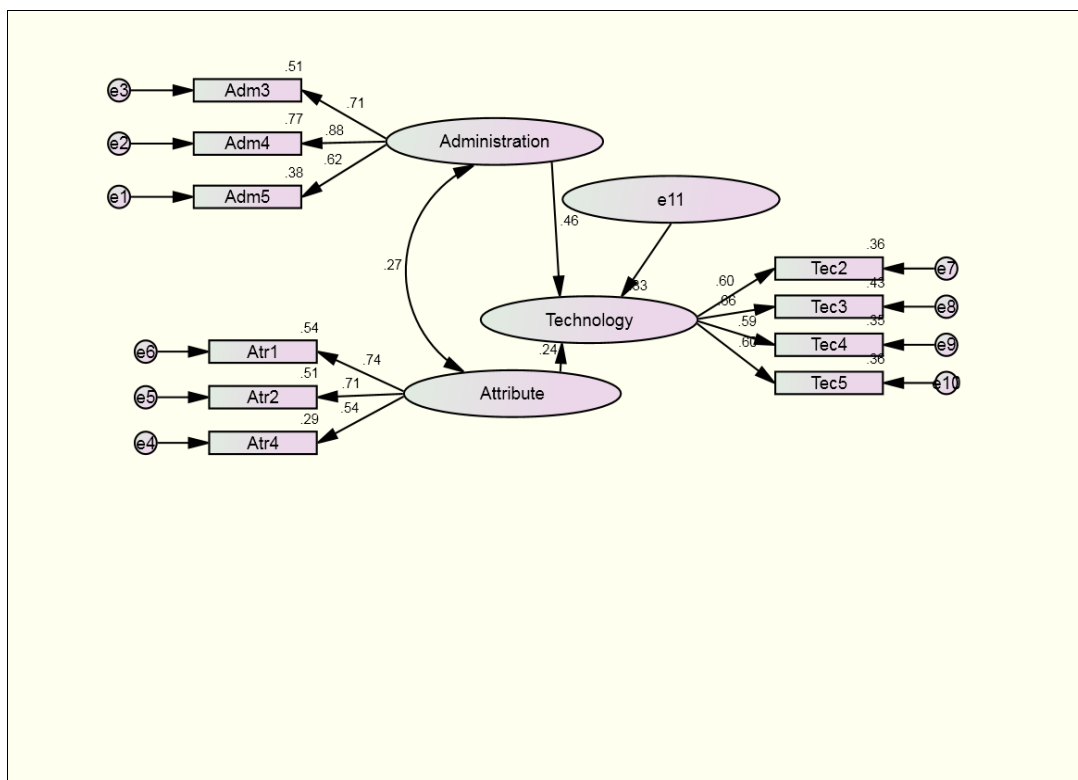 .51
e3
Adm3
.71
.77
e2
Adm4
.88
Administration
.62
.38
e1
Adm5
e11
.46
.27
.36
.60
Tec2
e7
.33
.43
.66
Tec3
e8
Technology
.59
.35
Tec4
e9
.54
.24
.60
.36
e6
Atr1
.74
Tec5
e10
.51
.71
e5
Atr2
Attribute
.54
.29
e4
Atr4